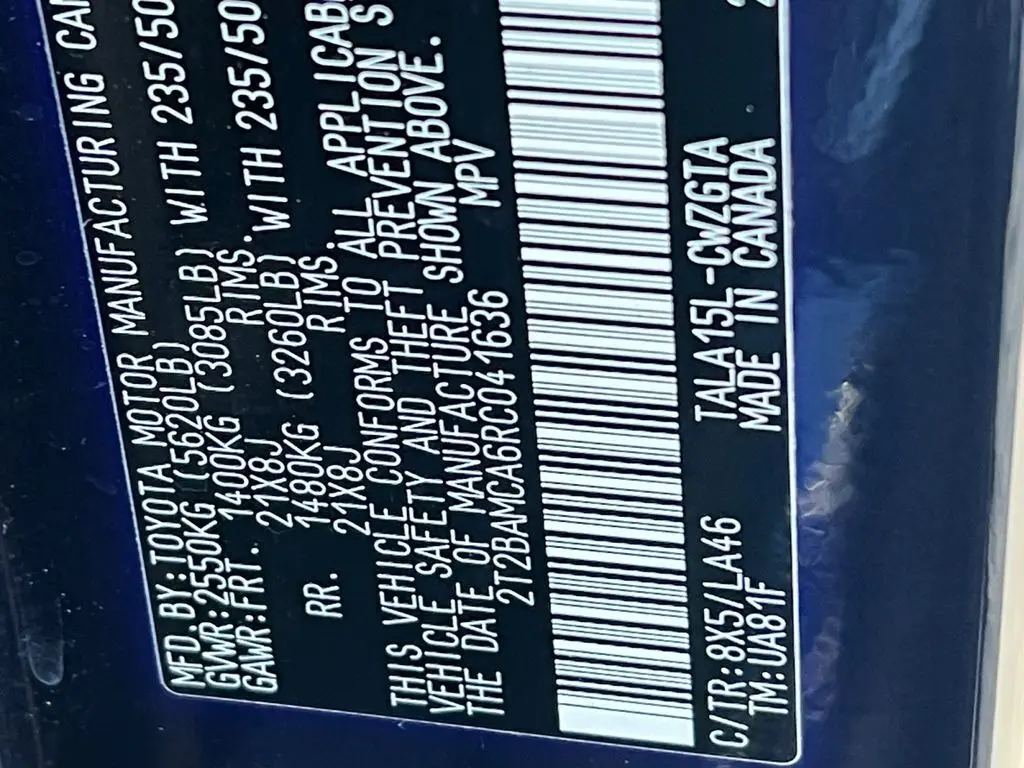 MFD.BY:TOYOTA MOTOR MANUFACTURING CAN
GVWR:2550KG (5620LB)
GAWR:FRT. 1400KG (3085LB) WITH 235/50
21X8J RIMS.
RR. 1480KG (3260LB) WITH 235/50
21X8J RIMS.
THIS VEHICLE CONFORMS TO ALL APPLICAB
VEHICLE SAFETY AND THEFT PREVENTION S
THE DATE OF MANUFACTURE SHOWN ABOVE.
2T2BAMCA6RC041636 MPV
C/TR:8X5/LA46 TALA15L-CWZGTA
TM:UA81F MADE IN CANADA